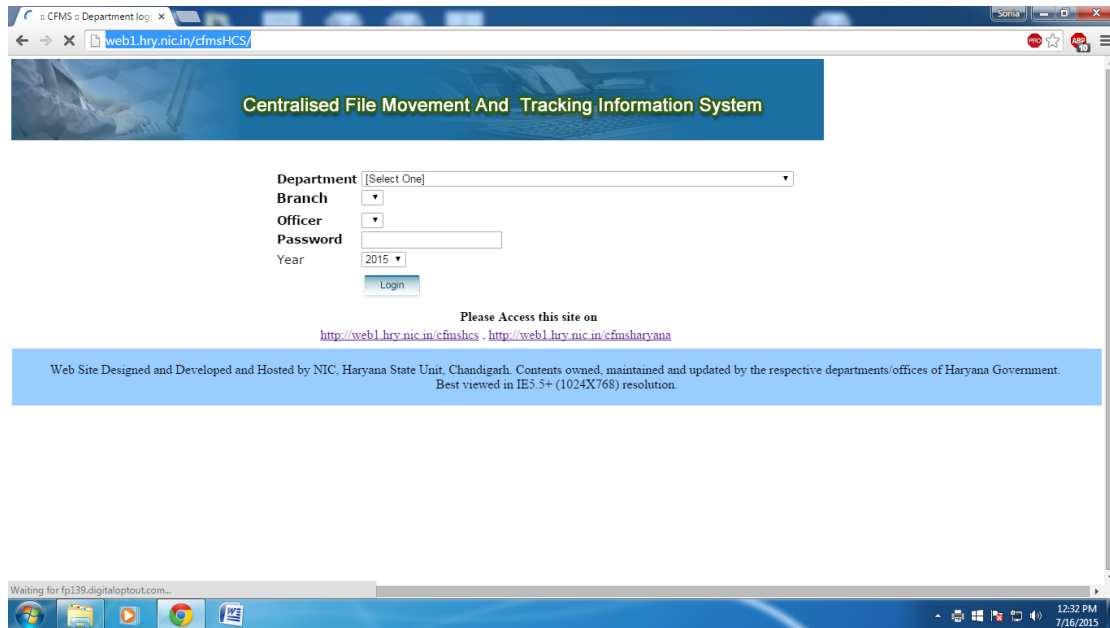 :: CFMS :: Department log
Sonia
web1.hry.nic.in/cfmsHCS/
PRO
ABP
10
Centralised File Movement And Tracking Information System
Department [Select One]
Branch
Officer
Password
Year 2015
Login
Please Access this site on
http://web1.hry.nic.in/cfmshcs , http://web1.hry.nic.in/cfmsharyana
Web Site Designed and Developed and Hosted by NIC, Haryana State Unit, Chandigarh. Contents owned, maintained and updated by the respective departments/offices of Haryana Government.
Best viewed in IE5.5+ (1024X768) resolution.
Waiting for fp139.digitaloptout.com...
12:32 PM
7/16/2015